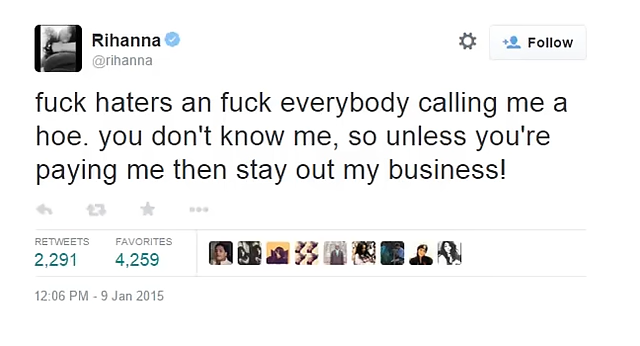 Rihanna
@rihanna
Follow
fuck haters an fuck everybody calling me a
hoe. you don't know me, so unless you're
paying me then stay out my business!
RETWEETS FAVORITES
2,291 4,259
12:06 PM - 9 Jan 2015